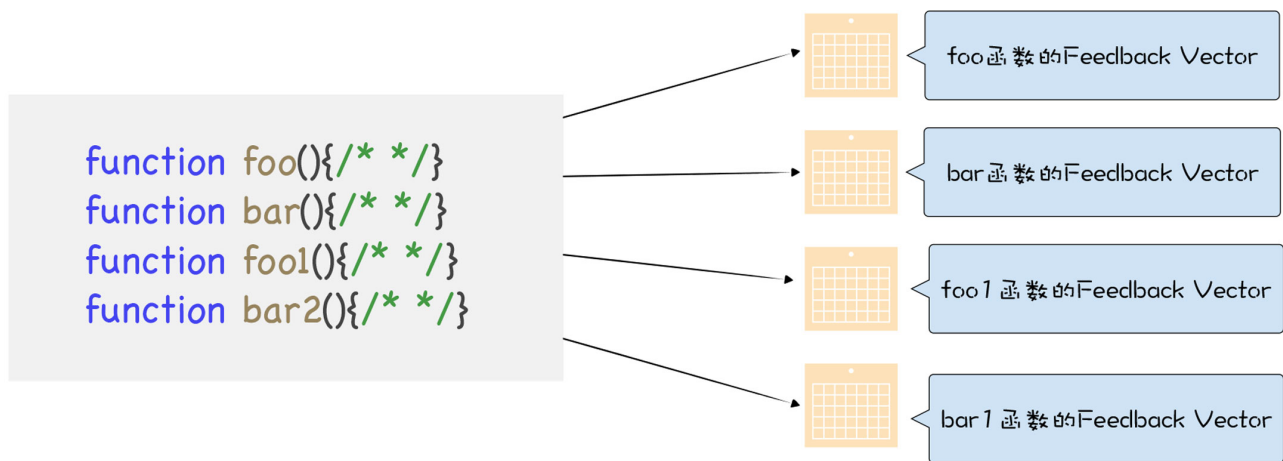 function foo(){/* */}
function bar(){/* */}
function foo1(){/* */}
function bar2(){/* */}
foo函数的Feedback Vector
bar函数的Feedback Vector
foo1函数的Feedback Vector
bar1函数的Feedback Vector